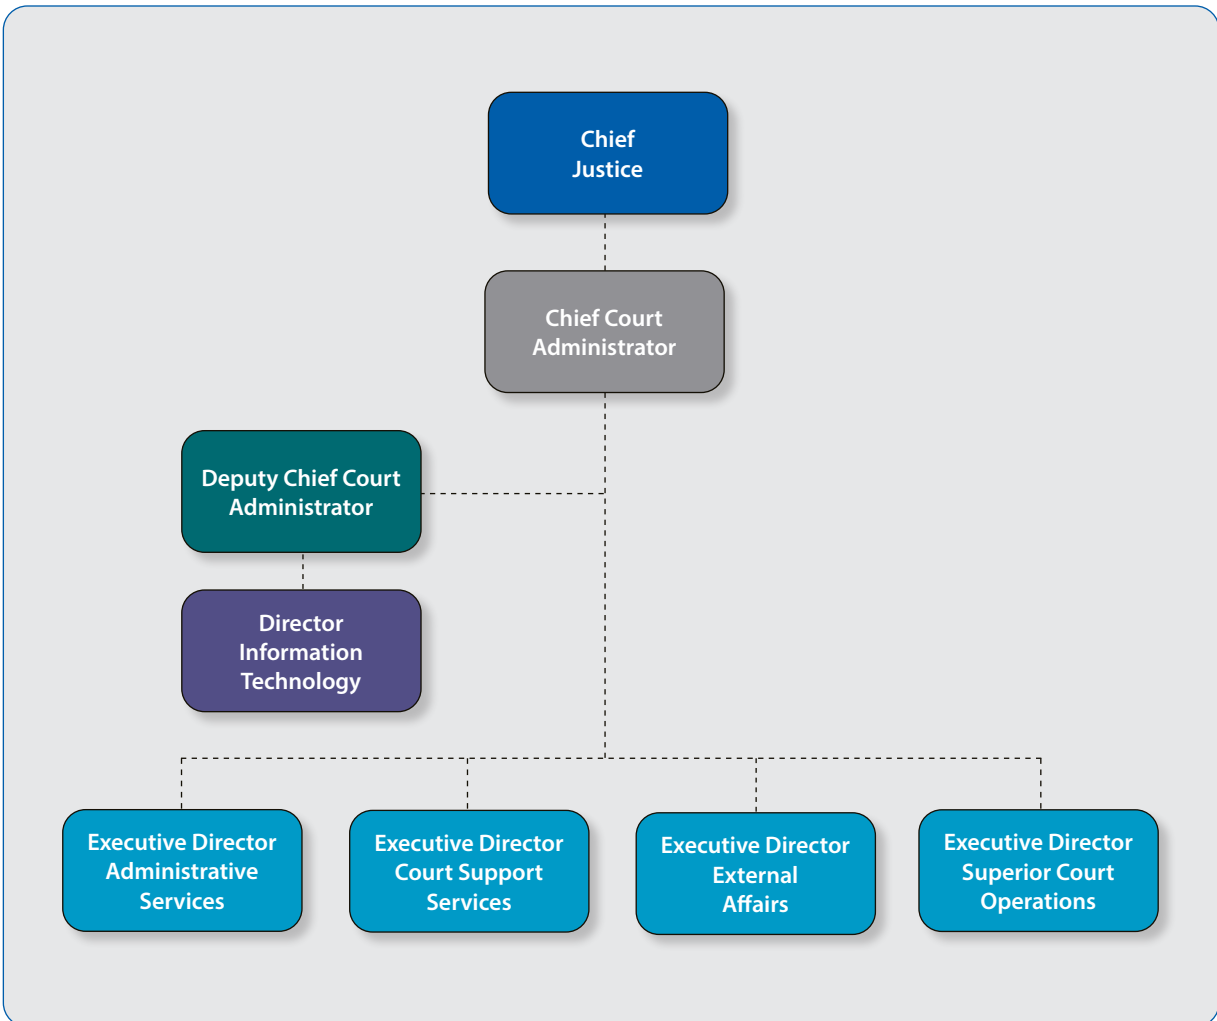 Chief
Justice
Chief Court
Administrator
Deputy Chief Court
Administrator
Director
Information
Technology
Executive Director
Administrative
Services
Executive Director
Court Support
Services
Executive Director
External
Affairs
Executive Director
Superior Court
Operations